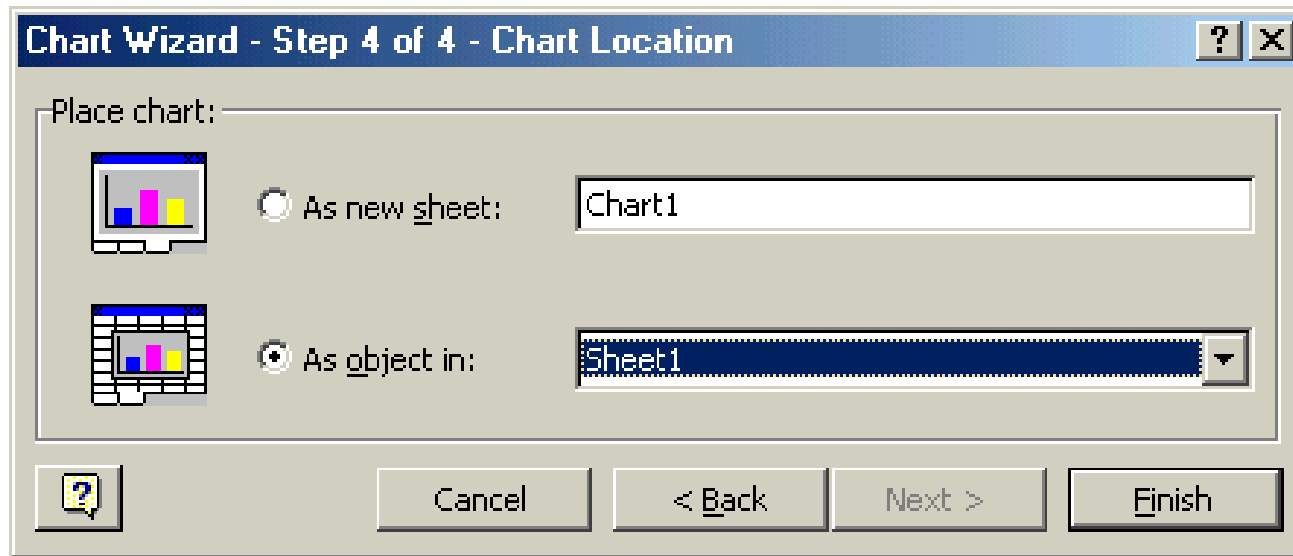 Chart Wizard - Step 4 of 4 - Chart Location
Place chart:
As new sheet: Chart1
As object in: Sheet1
Cancel < Back Next > Finish